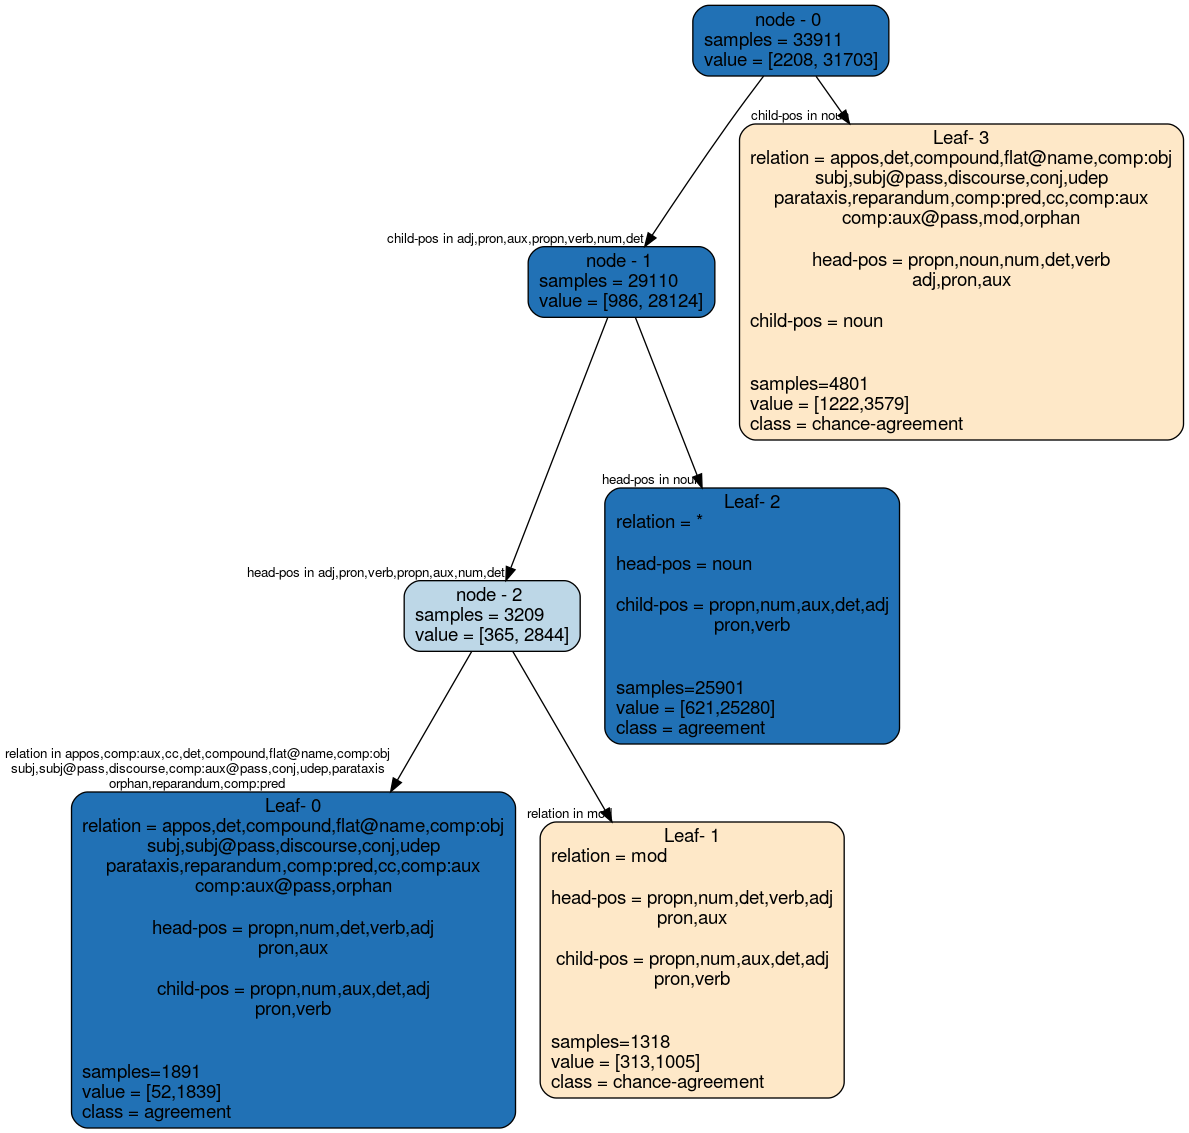 node - 0
samples = 33911
value = [2208, 31703]
child-pos in noun
Leaf- 3
relation = appos,det,compound,flat@name,comp:obj
subj,subj@pass,discourse,conj,udep
parataxis,reparandum,comp:pred,cc,comp:aux
comp:aux@pass,mod,orphan
head-pos = propn,noun,num,det,verb
adj,pron,aux
child-pos = noun
samples=4801
value = [1222,3579]
class = chance-agreement
child-pos in adj,pron,aux,propn,verb,num,det
node - 1
samples = 29110
value = [986, 28124]
head-pos in noun
Leaf- 2
relation = *
head-pos = noun
child-pos = propn,num,aux,det,adj
pron,verb
samples=25901
value = [621,25280]
class = agreement
head-pos in adj,pron,verb,propn,aux,num,det
node - 2
samples = 3209
value = [365, 2844]
relation in appos,comp:aux,cc,det,compound,flat@name,comp:obj
subj,subj@pass,discourse,comp:aux@pass,conj,udep,parataxis
orphan,reparandum,comp:pred
Leaf- 0
relation = appos,det,compound,flat@name,comp:obj
subj,subj@pass,discourse,conj,udep
parataxis,reparandum,comp:pred,cc,comp:aux
comp:aux@pass,orphan
head-pos = propn,num,det,verb,adj
pron,aux
child-pos = propn,num,aux,det,adj
pron,verb
samples=1891
value = [52,1839]
class = agreement
relation in mod
Leaf- 1
relation = mod
head-pos = propn,num,det,verb,adj
pron,aux
child-pos = propn,num,aux,det,adj
pron,verb
samples=1318
value = [313,1005]
class = chance-agreement